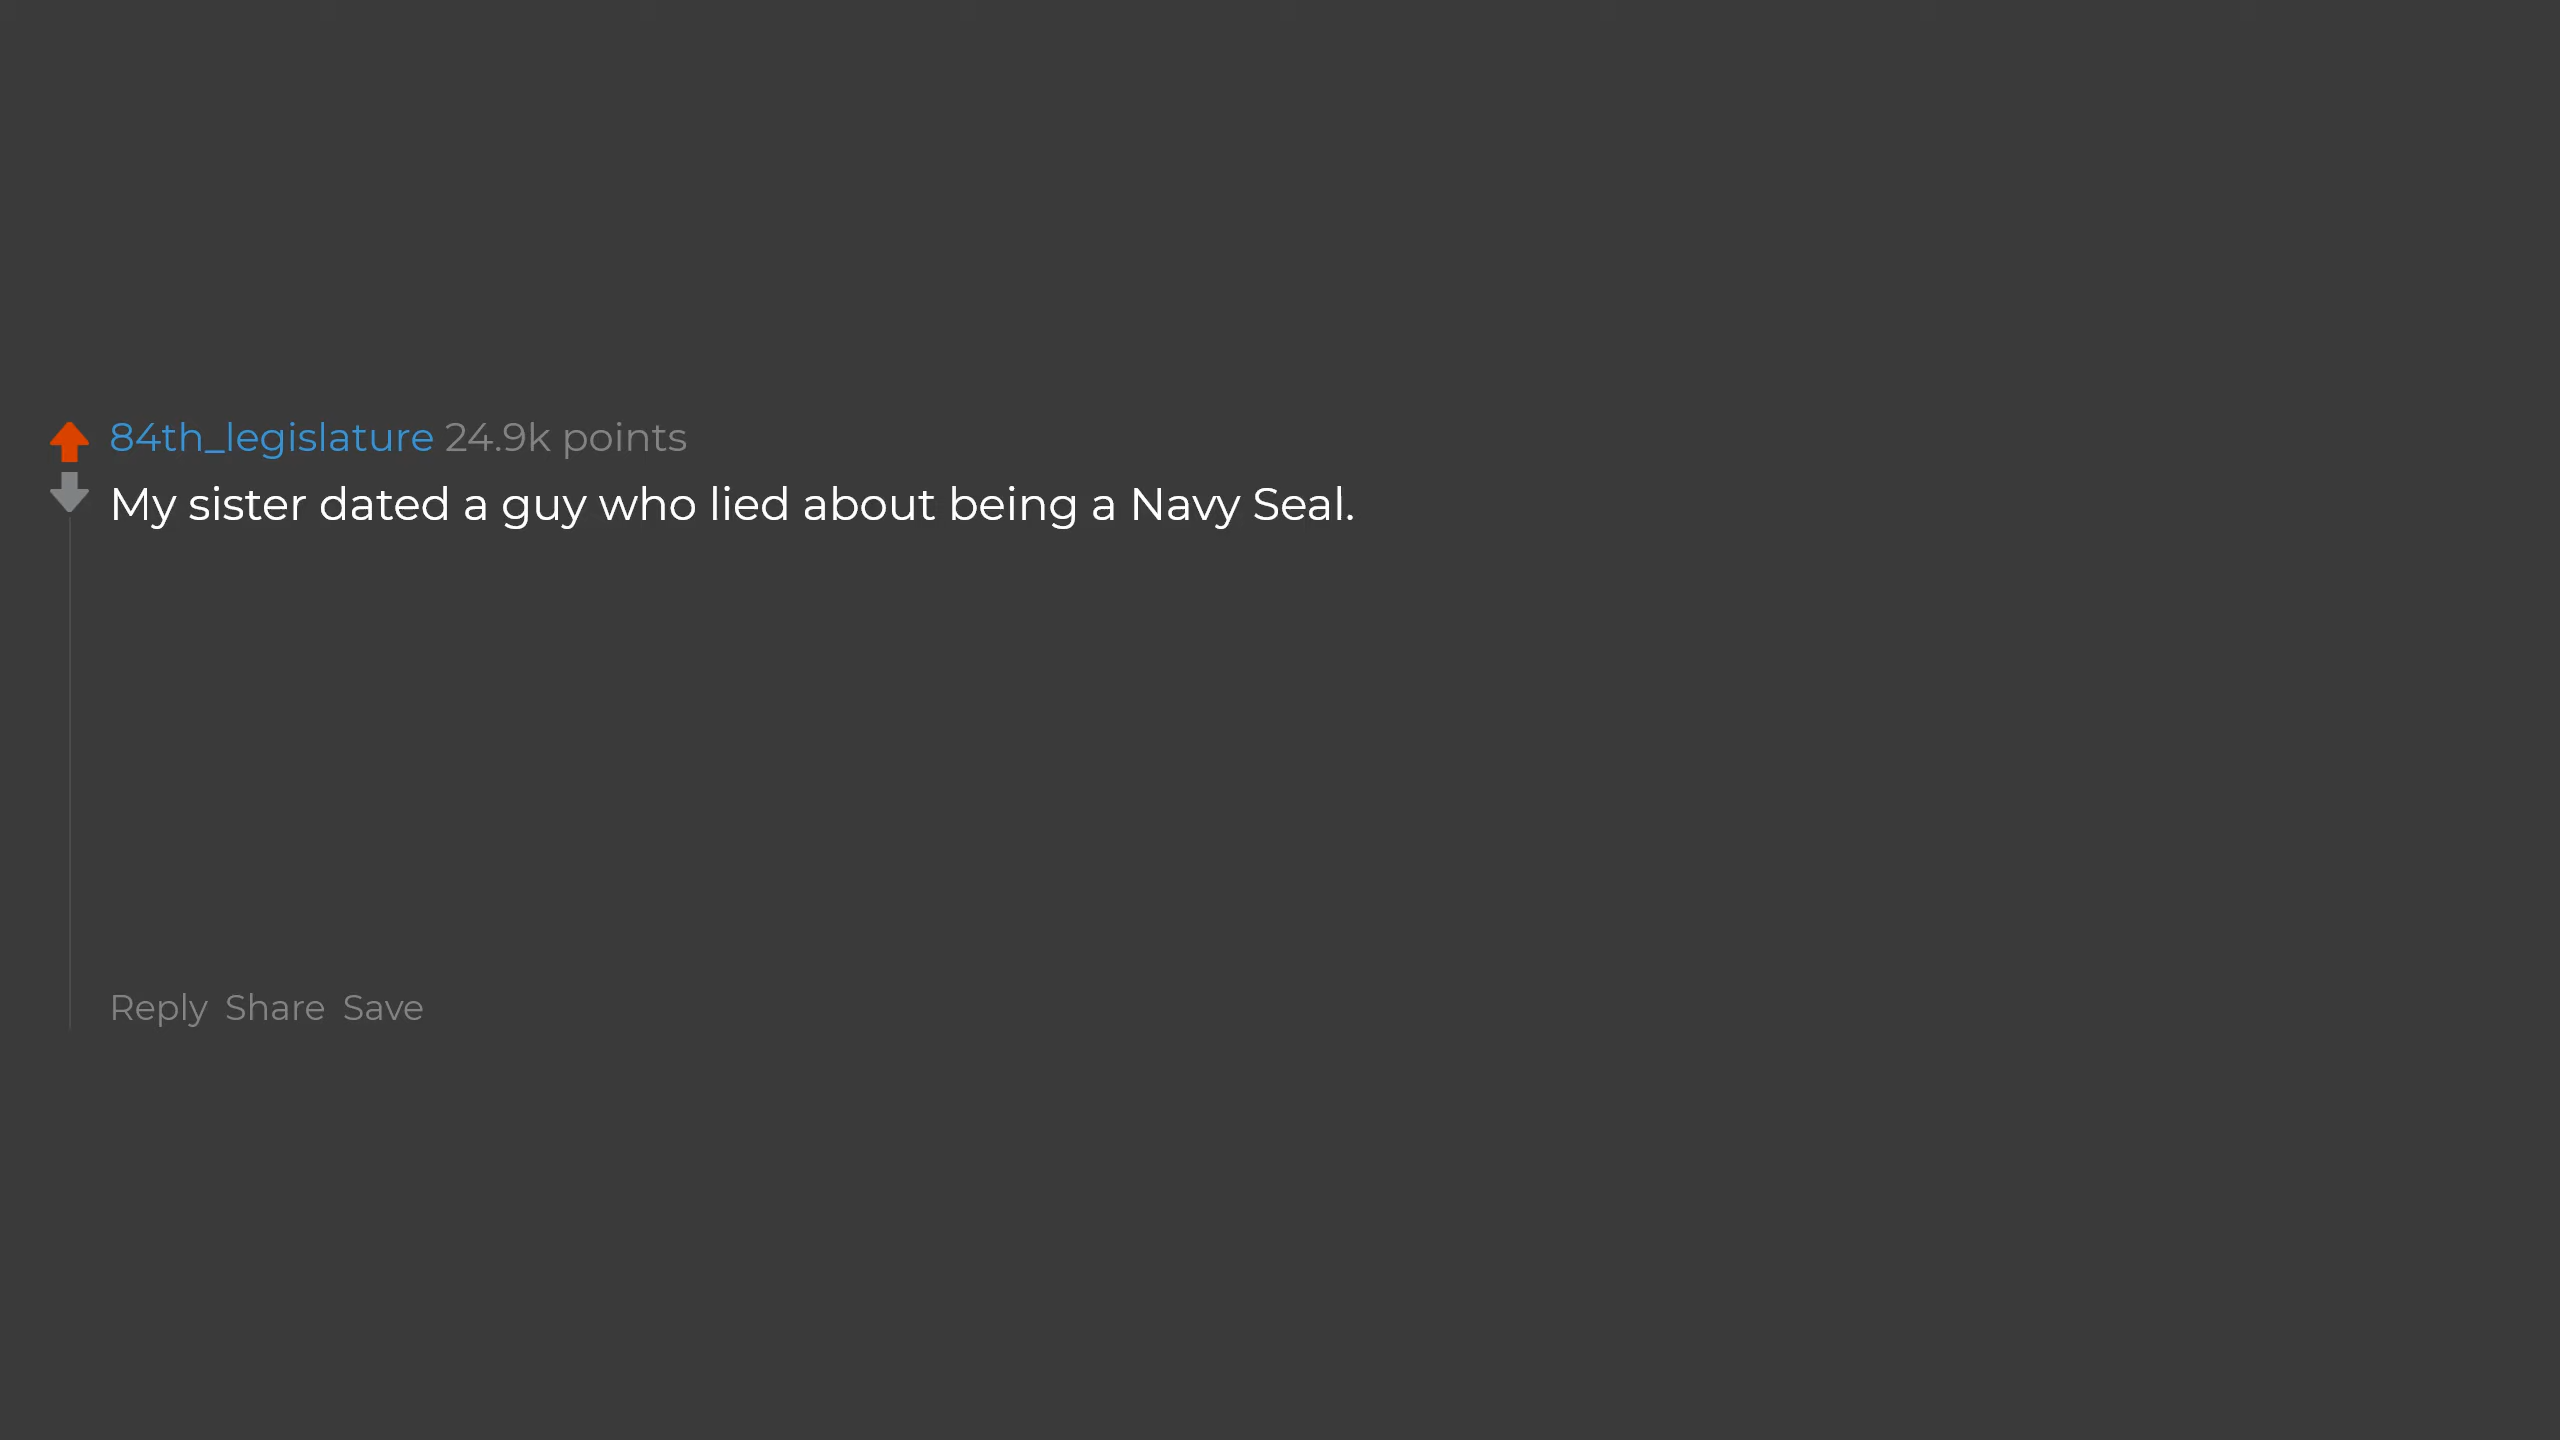 84th_legislature 24.9k points
My sister dated a guy who lied about being a Navy Seal.
Reply Share Save